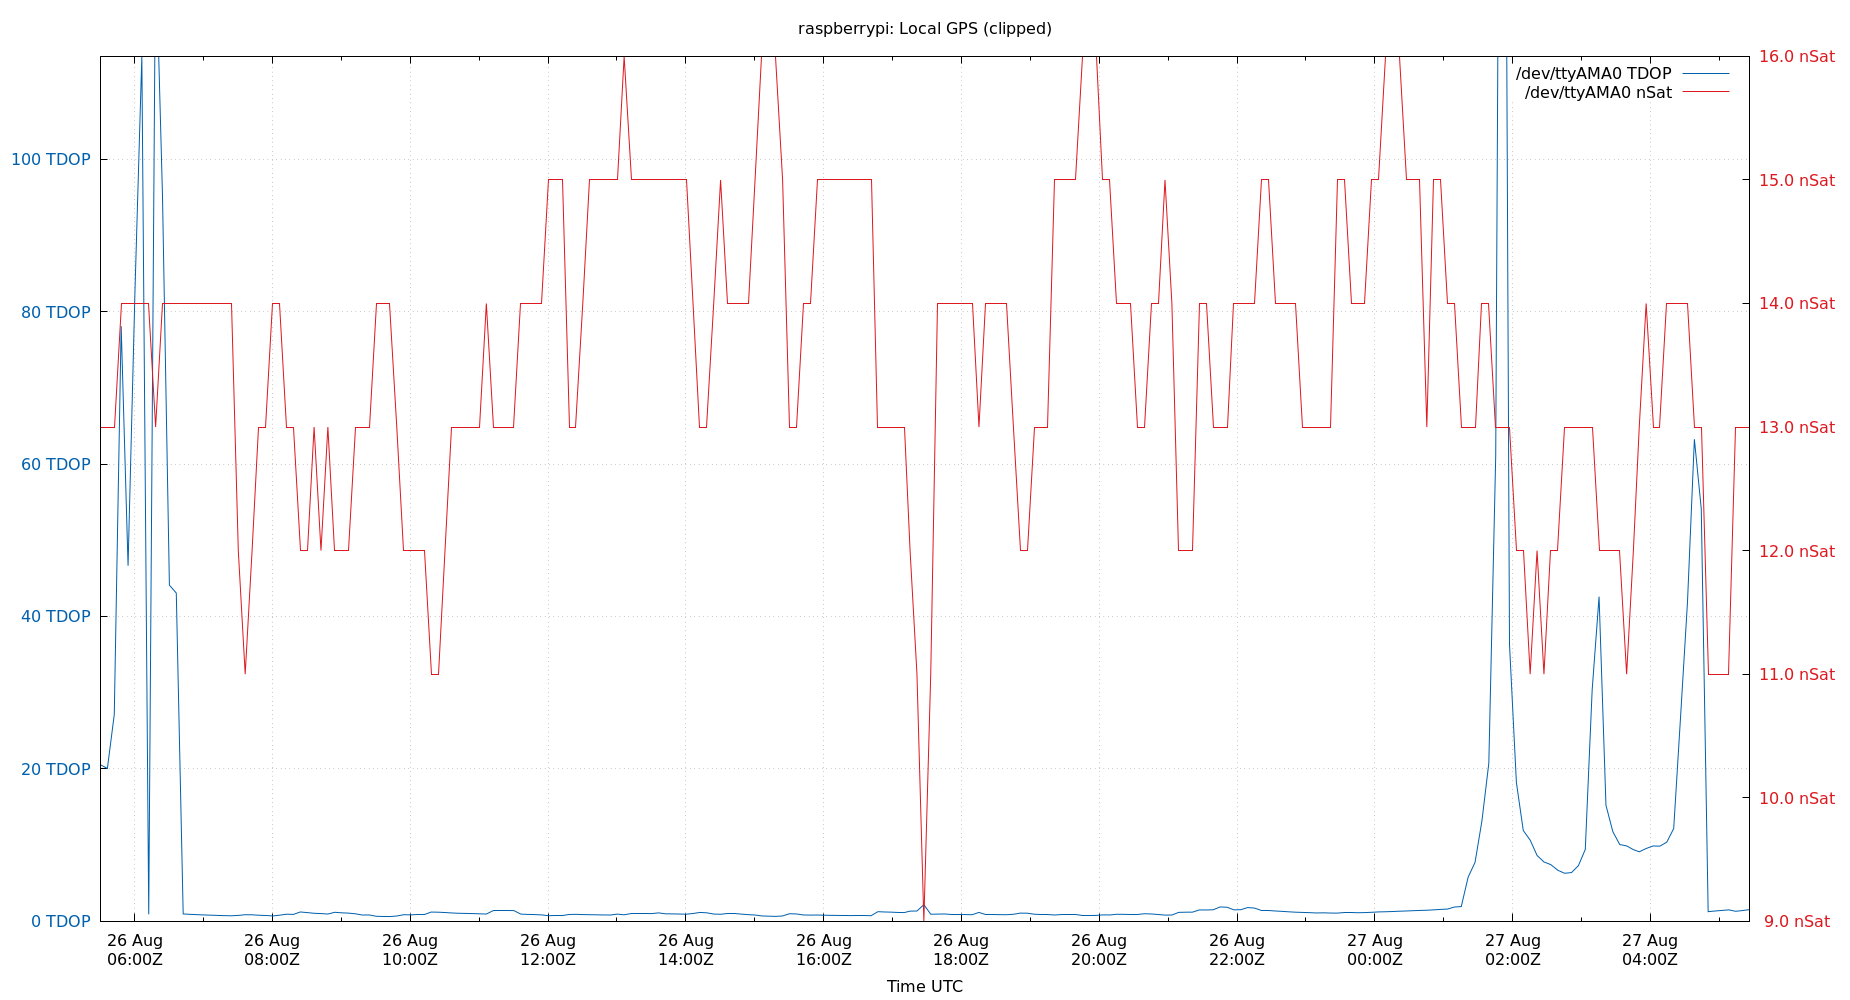 raspberrypi: Local GPS (clipped)
/dev/ttyAMA0 TDOP
/dev/ttyAMA0 nSat
100 TDOP
80 TDOP
60 TDOP
40 TDOP
20 TDOP
0 TDOP
16.0 nSat
15.0 nSat
14.0 nSat
13.0 nSat
12.0 nSat
11.0 nSat
10.0 nSat
9.0 nSat
26 Aug
06:00Z
26 Aug
08:00Z
26 Aug
10:00Z
26 Aug
12:00Z
26 Aug
14:00Z
26 Aug
16:00Z
26 Aug
18:00Z
26 Aug
20:00Z
26 Aug
22:00Z
27 Aug
00:00Z
27 Aug
02:00Z
27 Aug
04:00Z
Time UTC